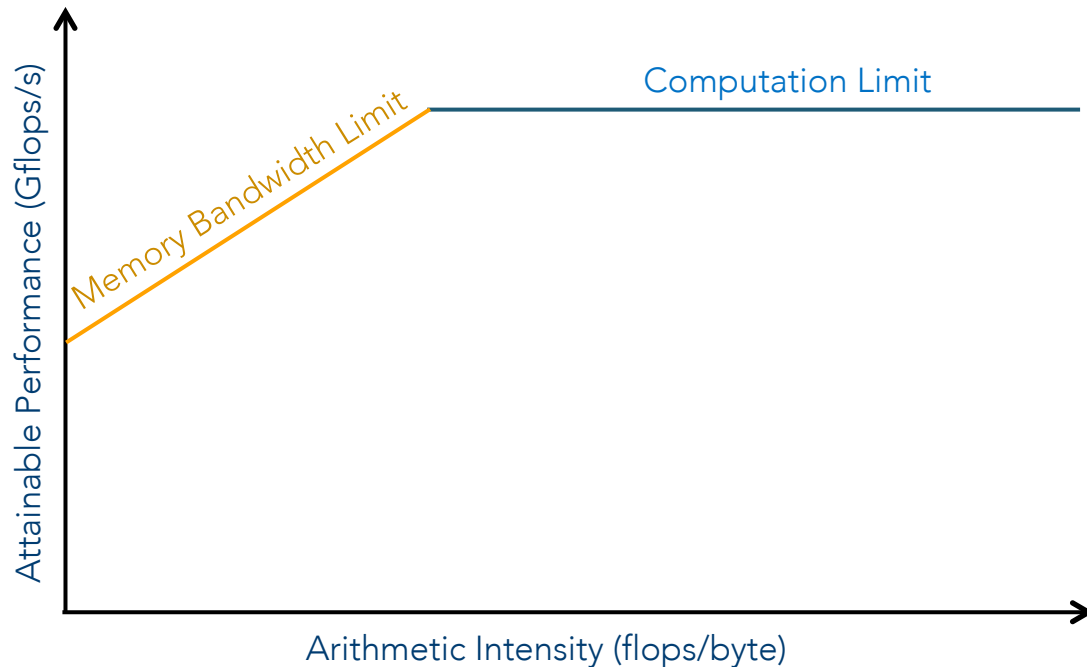 Computation Limit
Memory Bandwidth Limit
Attainable Performance (Gflops/s)
Arithmetic Intensity (flops/byte)